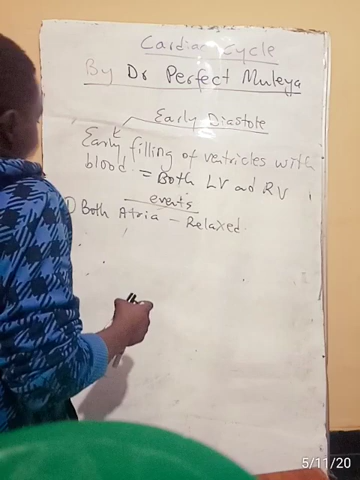 Cardiac Cycle
By Dr Perfect Muleya
Early Diastole
Early filling of ventricles with
blood. = Both LV and RV
events
1) Both Atria - Relaxed.
5/11/20